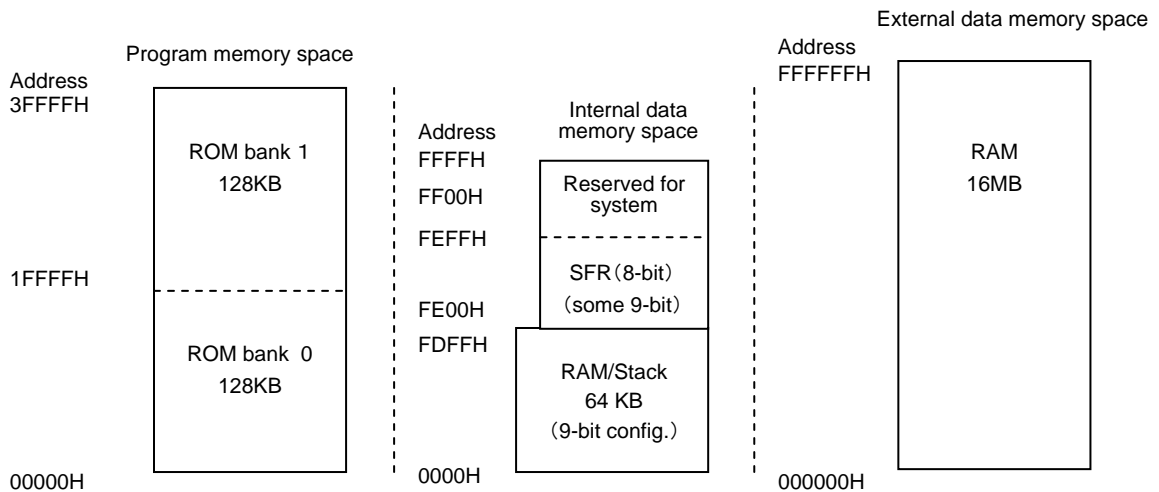 Program memory space
Address
3FFFFH
ROM bank 1
128KB
1FFFFH
ROM bank 0
128KB
00000H
Internal data
memory space
Address
FFFFH
Reserved for
system
FF00H
FEFFH
SFR（8-bit）
（some 9-bit）
FE00H
FDFFH
RAM/Stack
64 KB
（9-bit config.）
0000H
External data memory space
Address
FFFFFFH
RAM
16MB
000000H